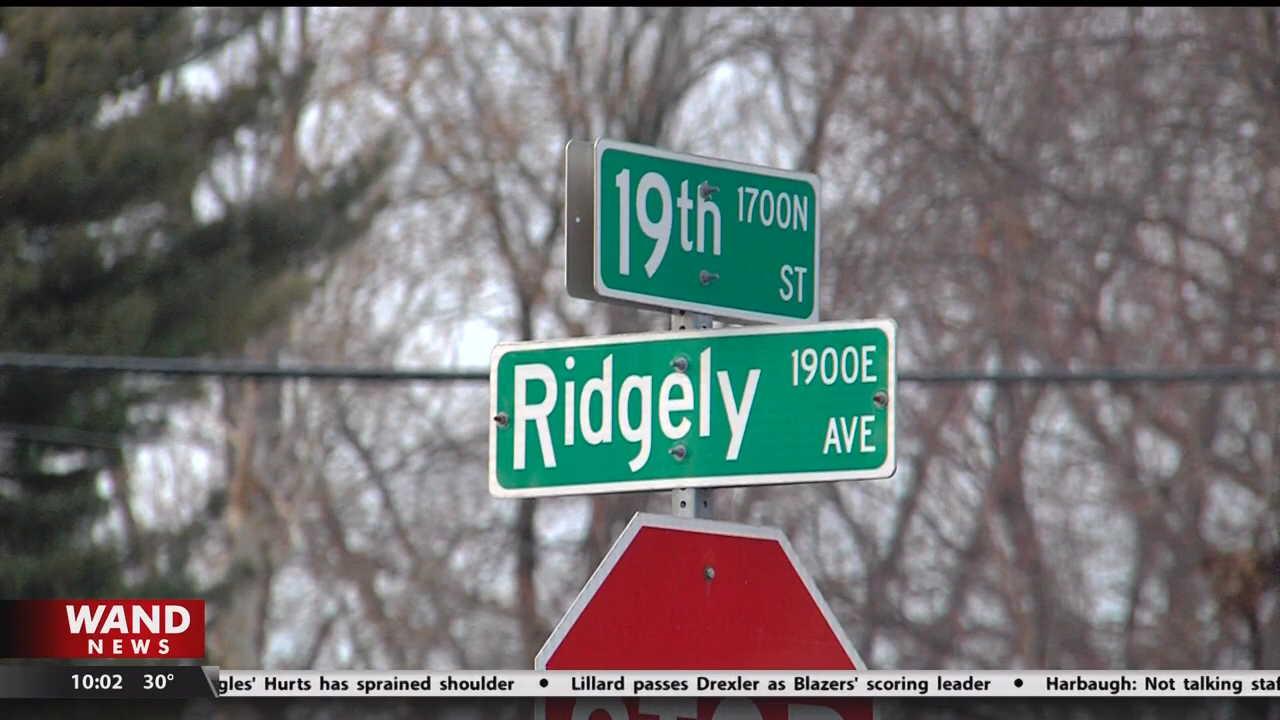 19th 1700N
ST
Ridgely 1900E
AVE
WAND
NEWS
10:02 30° gles' Hurts has sprained shoulder • Lillard passes Drexler as Blazers' scoring leader • Harbaugh: Not talking staf
STOP